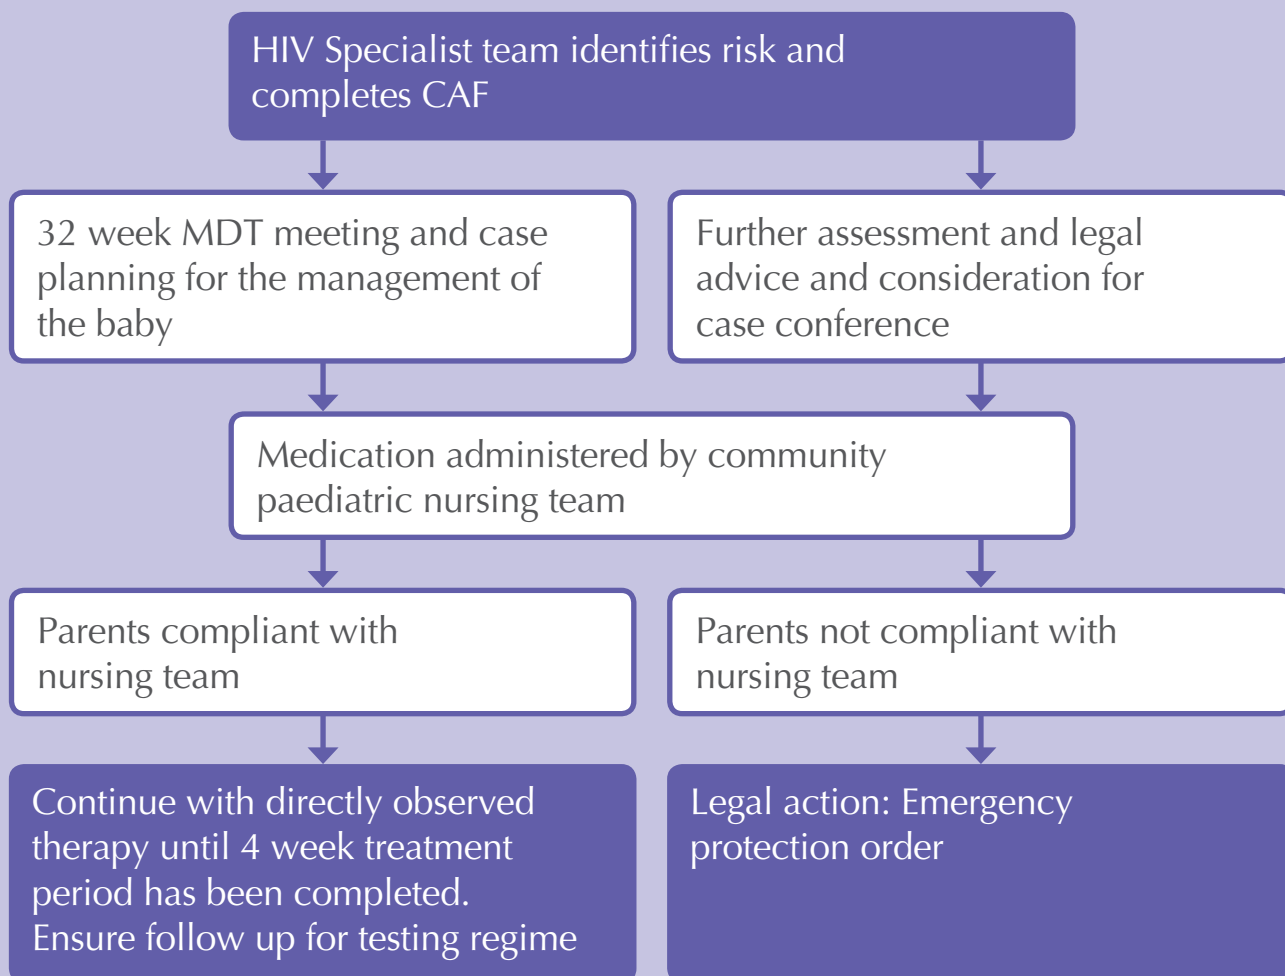 HIV Specialist team identifies risk and
completes CAF
32 week MDT meeting and case
planning for the management of
the baby
Further assessment and legal
advice and consideration for
case conference
Medication administered by community
paediatric nursing team
Parents compliant with
nursing team
Parents not compliant with
nursing team
Continue with directly observed
therapy until 4 week treatment
period has been completed.
Ensure follow up for testing regime
Legal action: Emergency
protection order